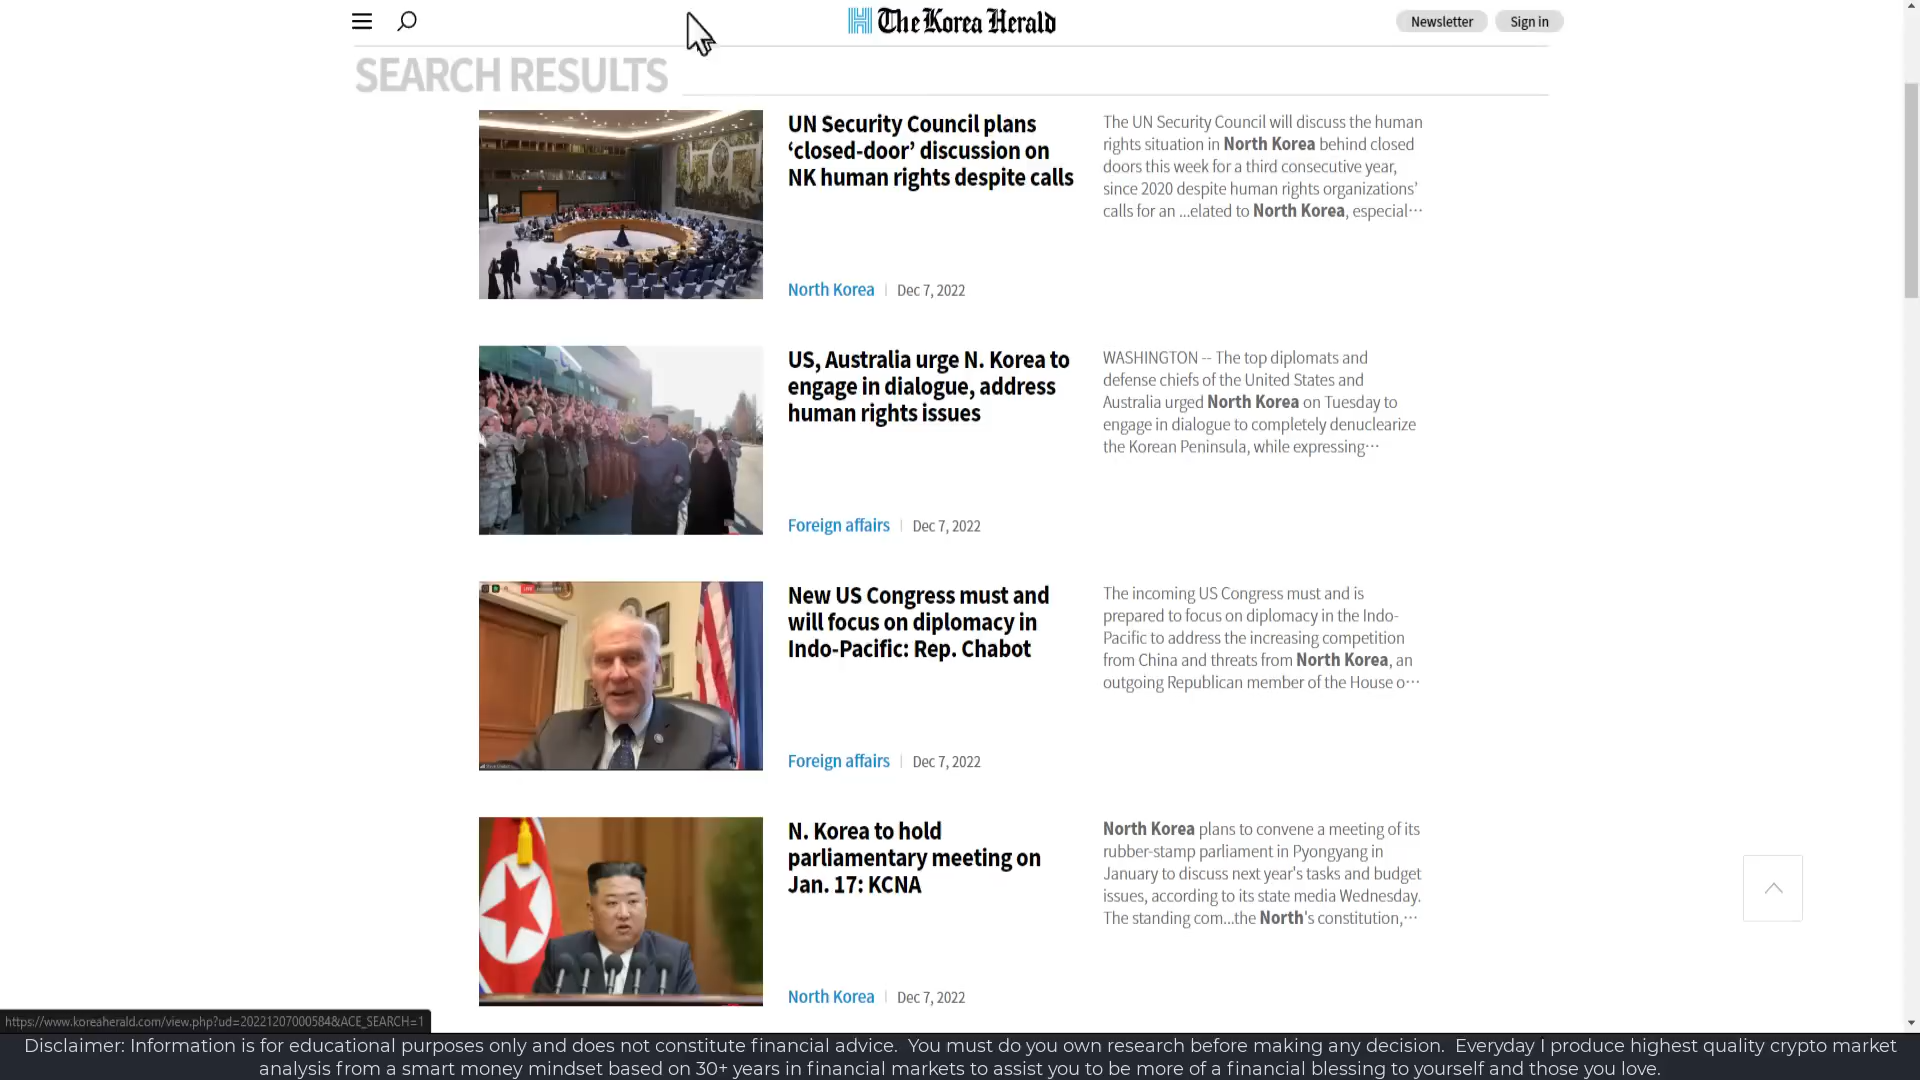 The Korea Herald
Newsletter
Sign in
SEARCH RESULTS
UN Security Council plans
‘closed-door’ discussion on
NK human rights despite calls
North Korea | Dec 7, 2022
The UN Security Council will discuss the human
rights situation in North Korea behind closed
doors this week for a third consecutive year,
since 2020 despite human rights organizations’
calls for an ...elated to North Korea, especial…
US, Australia urge N. Korea to
engage in dialogue, address
human rights issues
Foreign affairs | Dec 7, 2022
WASHINGTON -- The top diplomats and
defense chiefs of the United States and
Australia urged North Korea on Tuesday to
engage in dialogue to completely denuclearize
the Korean Peninsula, while expressing…
New US Congress must and
will focus on diplomacy in
Indo-Pacific: Rep. Chabot
Foreign affairs | Dec 7, 2022
The incoming US Congress must and is
prepared to focus on diplomacy in the Indo-
Pacific to address the increasing competition
from China and threats from North Korea, an
outgoing Republican member of the House o…
N. Korea to hold
parliamentary meeting on
Jan. 17: KCNA
North Korea | Dec 7, 2022
North Korea plans to convene a meeting of its
rubber-stamp parliament in Pyongyang in
January to discuss next year's tasks and budget
issues, according to its state media Wednesday.
The standing com...the North's constitution,…
https://www.koreaherald.com/view.php?ud=20221207000584&ACE_SEARCH=1
Disclaimer: Information is for educational purposes only and does not constitute financial advice. You must do you own research before making any decision. Everyday I produce highest quality crypto market
analysis from a smart money mindset based on 30+ years in financial markets to assist you to be more of a financial blessing to yourself and those you love.